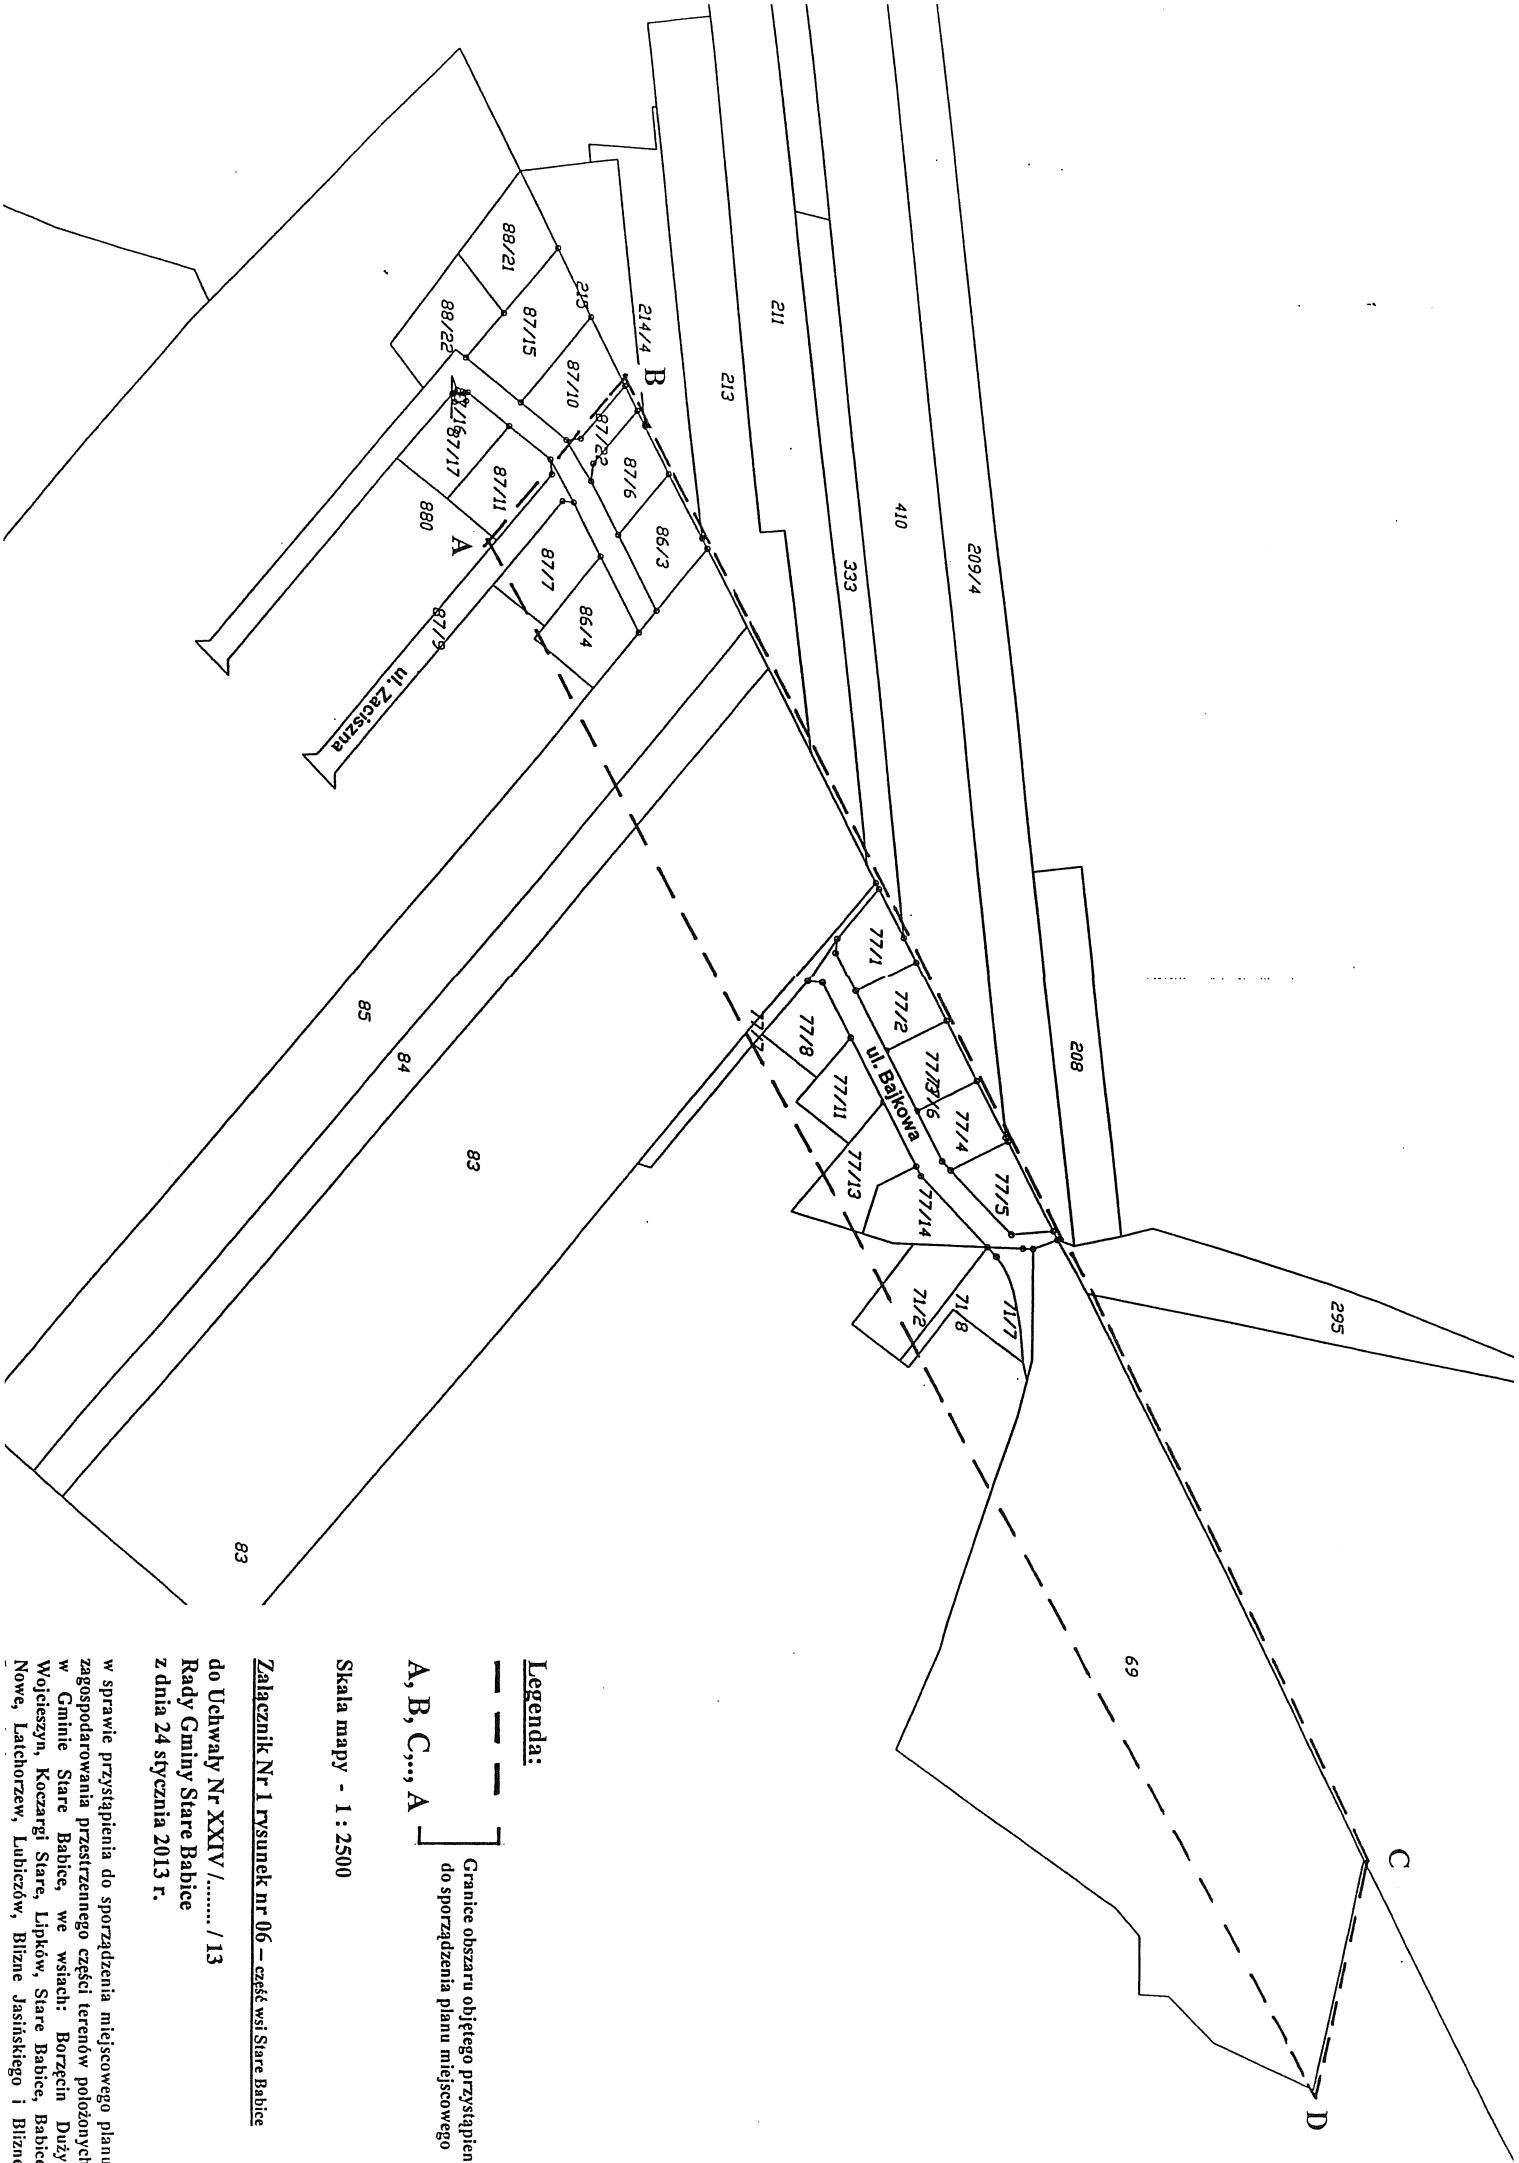 88/21
88/22
87/15
215
214/4
B
213
211
87/10
87/22
87/6
87/17
87/11
880
A
86/3
87/7
86/4
87/9
ul. Zaciszna
333
410
209/4
208
77/1
77/2
77/6
77/4
77/5
ul. Bajkowa
77/7
77/8
77/11
77/13
77/14
71/2
71/8
71/7
295
85
84
83
83
69
C
D
Legenda:
Granice obszaru objętego przystąpien
do sporządzenia planu miejscowego
A, B, C,.., A
Skala mapy - 1 : 2500
Załącznik Nr 1 rysunek nr 06 – część wsi Stare Babice
do Uchwały Nr XXIV /........ / 13
Rady Gminy Stare Babice
z dnia 24 stycznia 2013 r.
w sprawie przystąpienia do sporządzenia miejscowego planu
zagospodarowania przestrzennego części terenów położonych
w Gminie Stare Babice, we wsiach: Borzęcin Duży
Wojcieszyn, Koczargi Stare, Lipków, Stare Babice, Babice
Nowe, Latchorzew, Lubiczów, Blizne Jasińskiego i Blizne